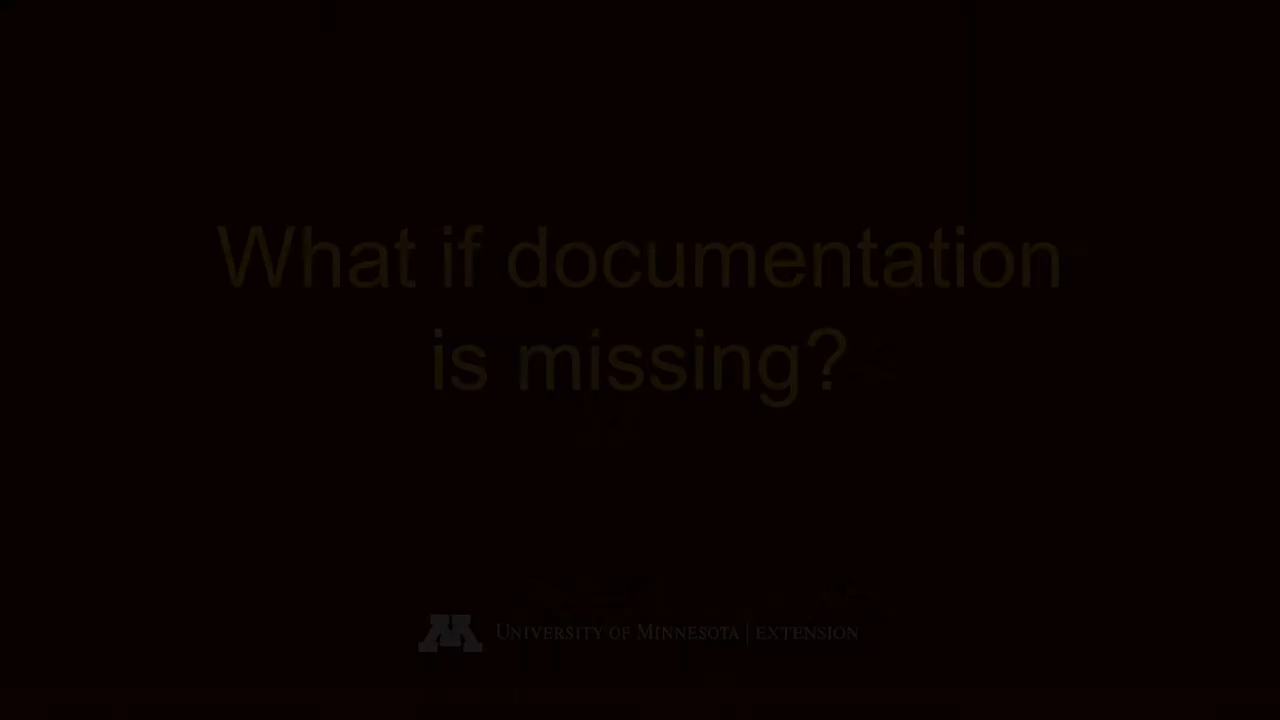 What if documentation
is missing?
M
UNIVERSITY OF MINNESOTA | EXTENSION